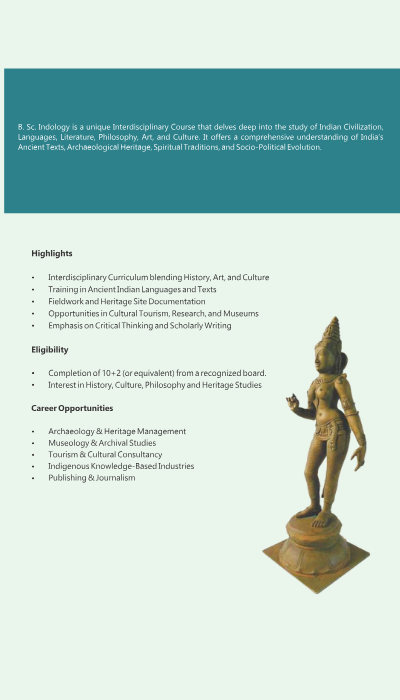 B. Sc. Indology is a unique Interdisciplinary Course that delves deep into the study of Indian Civilization,
Languages, Literature, Philosophy, Art, and Culture. It offers a comprehensive understanding of India's
Ancient Texts, Archaeological Heritage, Spiritual Traditions, and Socio-Political Evolution.
Highlights
• Interdisciplinary Curriculum blending History, Art, and Culture
• Training in Ancient Indian Languages and Texts
• Fieldwork and Heritage Site Documentation
• Opportunities in Cultural Tourism, Research, and Museums
• Emphasis on Critical Thinking and Scholarly Writing
Eligibility
• Completion of 10+2 (or equivalent) from a recognized board.
• Interest in History, Culture, Philosophy and Heritage Studies
Career Opportunities
• Archaeology & Heritage Management
• Museology & Archival Studies
• Tourism & Cultural Consultancy
• Indigenous Knowledge-Based Industries
• Publishing & Journalism